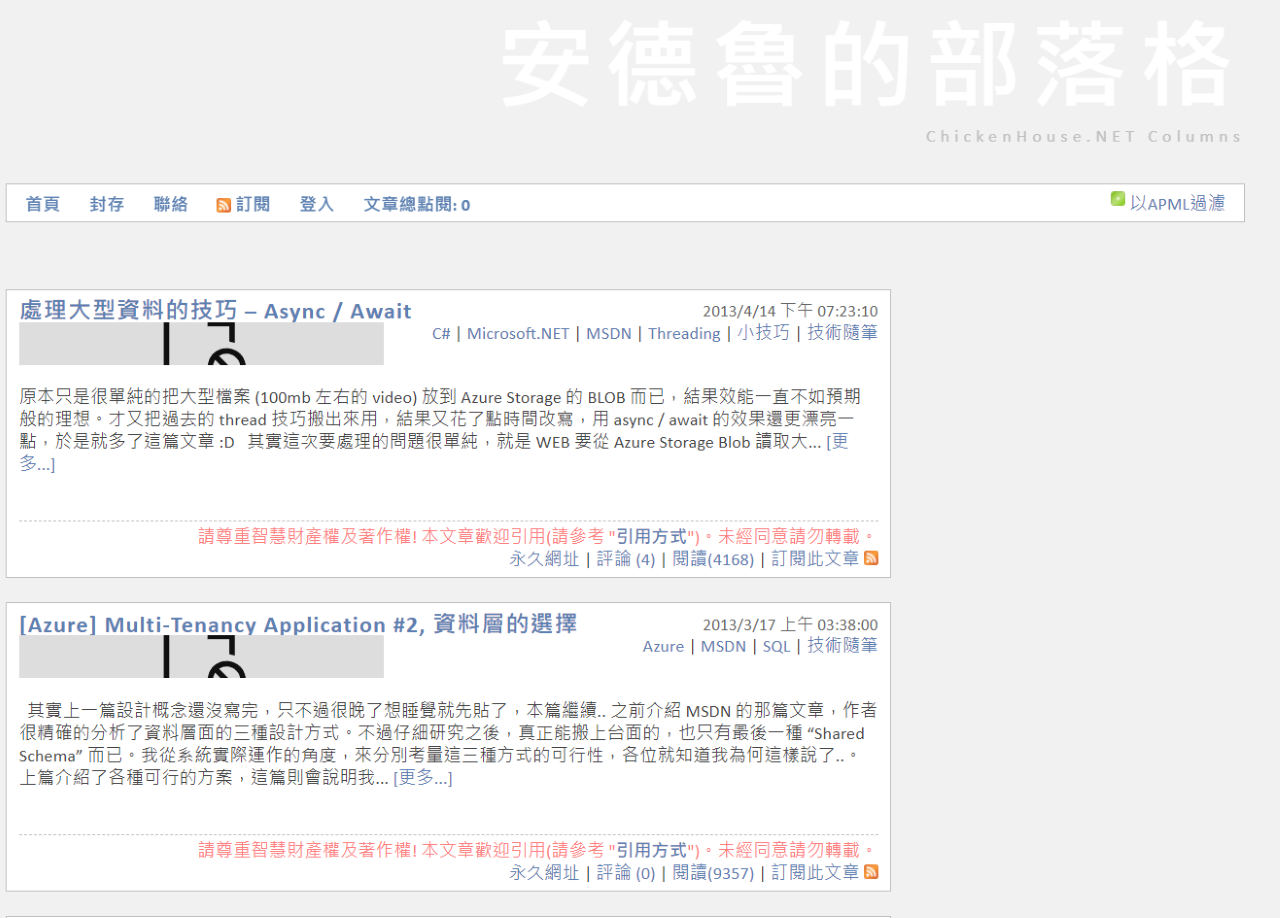 安德魯的部落格
ChickenHouse.NET Columns
首頁 封存 聯絡 訂閱 登入 文章總點閱: 0 以APML過濾
處理大型資料的技巧 – Async / Await
2013/4/14 下午 07:23:10
C# | Microsoft.NET | MSDN | Threading | 小技巧 | 技術隨筆
原本只是很單純的把大型檔案 (100mb 左右的 video) 放到 Azure Storage 的 BLOB 而已，結果效能一直不如預期
般的理想。才又把過去的 thread 技巧搬出來用，結果又花了點時間改寫，用 async / await 的效果還更漂亮一
點，於是就多了這篇文章 :D 其實這次要處理的問題很單純，就是 WEB 要從 Azure Storage Blob 讀取大... [更
多...]
請尊重智慧財產權及著作權! 本文章歡迎引用(請參考 "引用方式")。未經同意請勿轉載。
永久網址 | 評論 (4) | 閱讀(4168) | 訂閱此文章
[Azure] Multi-Tenancy Application #2, 資料層的選擇
2013/3/17 上午 03:38:00
Azure | MSDN | SQL | 技術隨筆
其實上一篇設計概念還沒寫完，只不過很晚了想睡覺就先貼了，本篇繼續.. 之前介紹 MSDN 的那篇文章，作者
很精確的分析了資料層面的三種設計方式。不過仔細研究之後，真正能搬上台面的，也只有最後一種 “Shared
Schema” 而已。我從系統實際運作的角度，來分別考量這三種方式的可行性，各位就知道我為何這樣說了..。
上篇介紹了各種可行的方案，這篇則會說明我... [更多...]
請尊重智慧財產權及著作權! 本文章歡迎引用(請參考 "引用方式")。未經同意請勿轉載。
永久網址 | 評論 (0) | 閱讀(9357) | 訂閱此文章